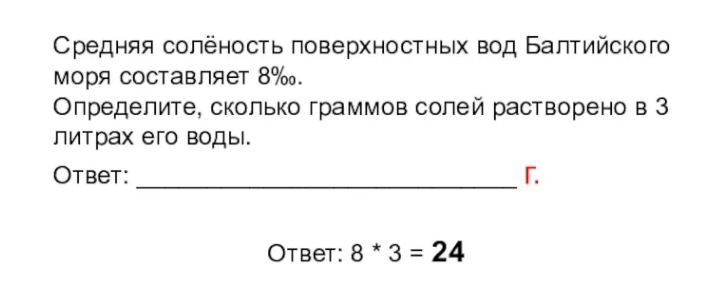 Средняя солёность поверхностных вод Балтийского
моря составляет 8‰.
Определите, сколько граммов солей растворено в 3
литрах его воды.
Ответ: ______________________________ Г.
Ответ: 8 * 3 = 24